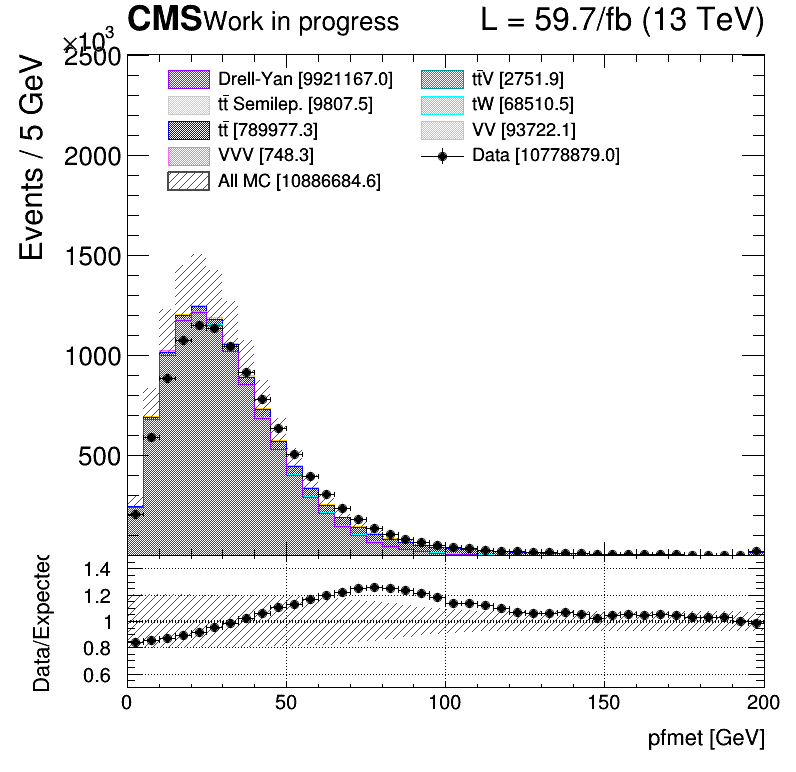 CMS Work in progress L = 59.7/fb (13 TeV)
×10³
Events / 5 GeV
2500
2000
1500
1000
500
Drell-Yan [9921167.0]
tt̄ Semilep. [9807.5]
tt̄ [789977.3]
VVV [748.3]
All MC [10886684.6]
tt̄V [2751.9]
tW [68510.5]
VV [93722.1]
Data [10778879.0]
Data/Expected
1.4
1.2
1
0.8
0.6
0 50 100 150 200
pfmet [GeV]